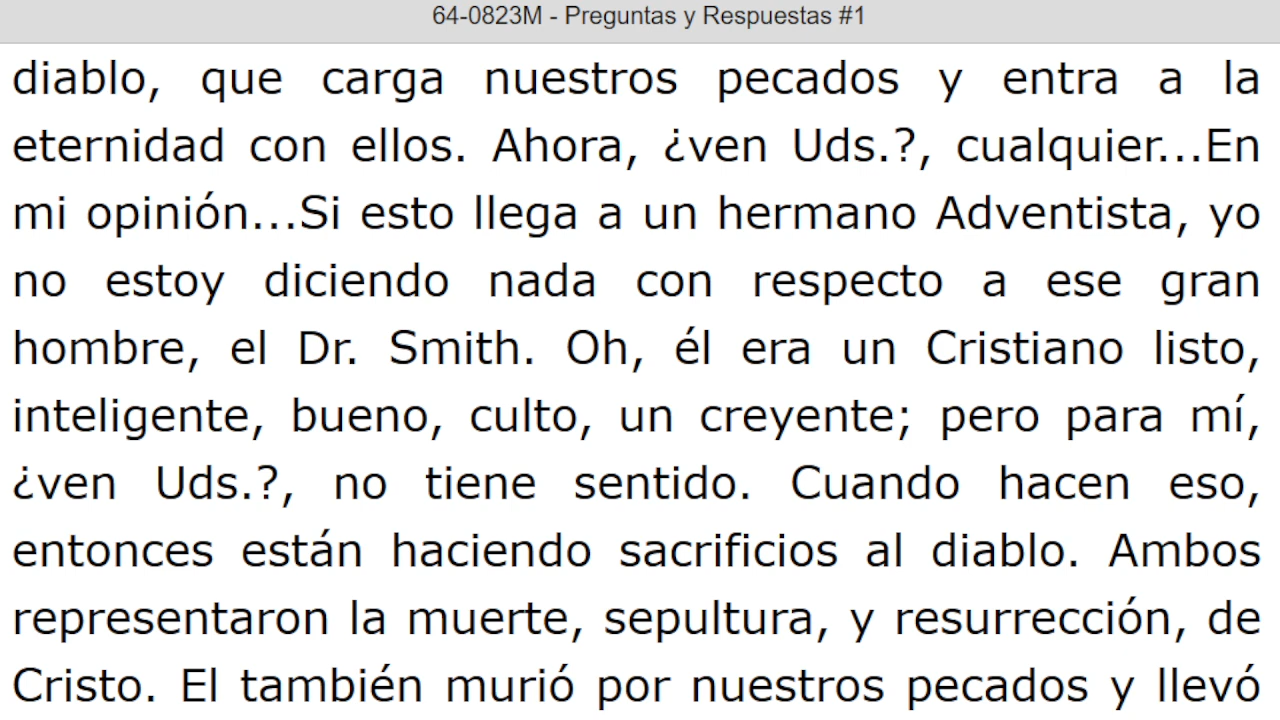 64-0823M - Preguntas y Respuestas #1
diablo, que carga nuestros pecados y entra a la
eternidad con ellos. Ahora, ¿ven Uds.?, cualquier...En
mi opinión...Si esto llega a un hermano Adventista, yo
no estoy diciendo nada con respecto a ese gran
hombre, el Dr. Smith. Oh, él era un Cristiano listo,
inteligente, bueno, culto, un creyente; pero para mí,
¿ven Uds.?, no tiene sentido. Cuando hacen eso,
entonces están haciendo sacrificios al diablo. Ambos
representaron la muerte, sepultura, y resurrección, de
Cristo. El también murió por nuestros pecados y llevó